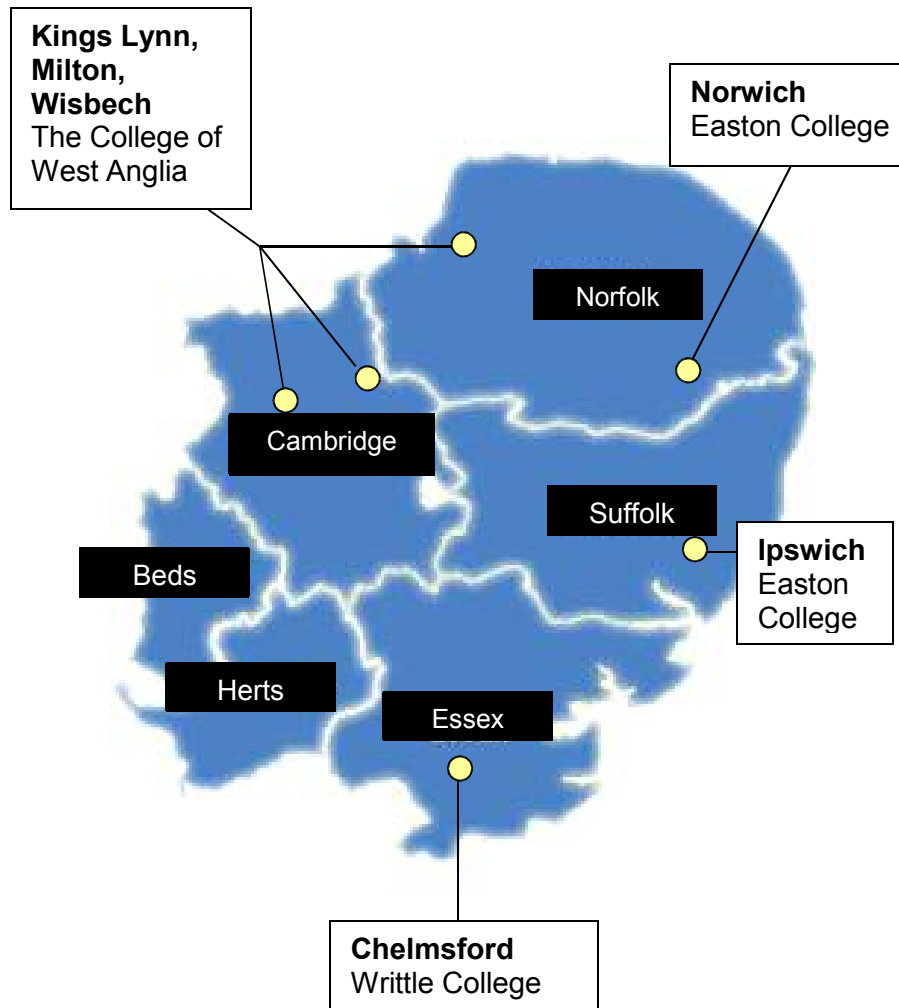 Kings Lynn,
Milton,
Wisbech
The College of
West Anglia
Norwich
Easton College
Norfolk
Cambridge
Suffolk
Ipswich
Easton
College
Beds
Herts
Essex
Chelmsford
Writtle College